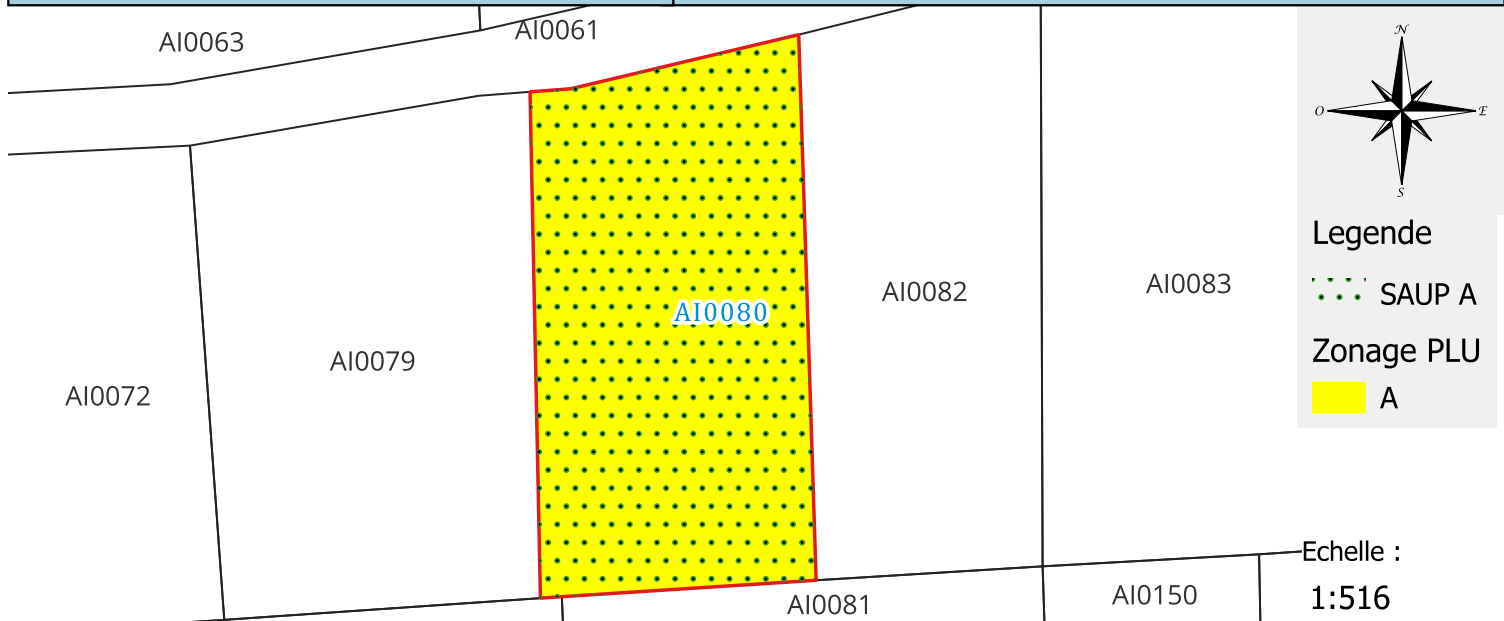 AI0063
AI0061
N
O
E
S
AI0080
AI0082
AI0083
AI0079
AI0072
AI0081
AI0150
Legende
SAUP A
Zonage PLU
A
Echelle :
1:516